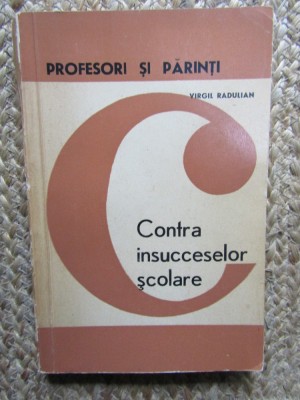 PROFESORI ȘI PĂRINȚI
VIRGIL RADULIAN
C
Contra
insucceselor
școlare